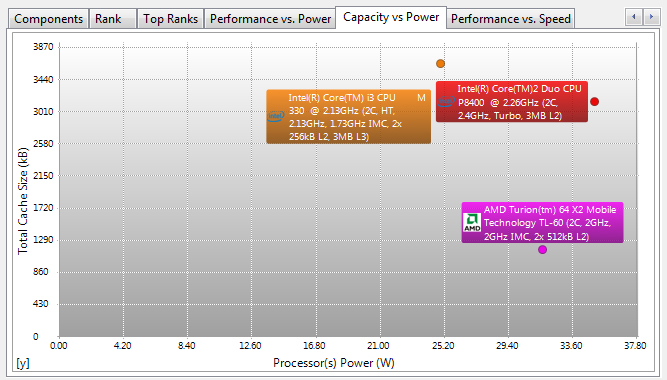 Components Rank Top Ranks Performance vs. Power Capacity vs Power Performance vs. Speed
3870
3440
3010
2580
2150
1720
1290
860
430
0
Total Cache Size (kB)
Intel(R) Core(TM) i3 CPU M
330 @ 2.13GHz (2C, HT,
2.13GHz, 1.73GHz IMC, 2x
256kB L2, 3MB L3)
Intel(R) Core(TM)2 Duo CPU
P8400 @ 2.26GHz (2C,
2.4GHz, Turbo, 3MB L2)
AMD Turion(tm) 64 X2 Mobile
Technology TL-60 (2C, 2GHz,
2GHz IMC, 2x 512kB L2)
AMD
0.00 4.20 8.40 12.60 16.80 21.00 25.20 29.40 33.60 37.80
[y] Processor(s) Power (W)